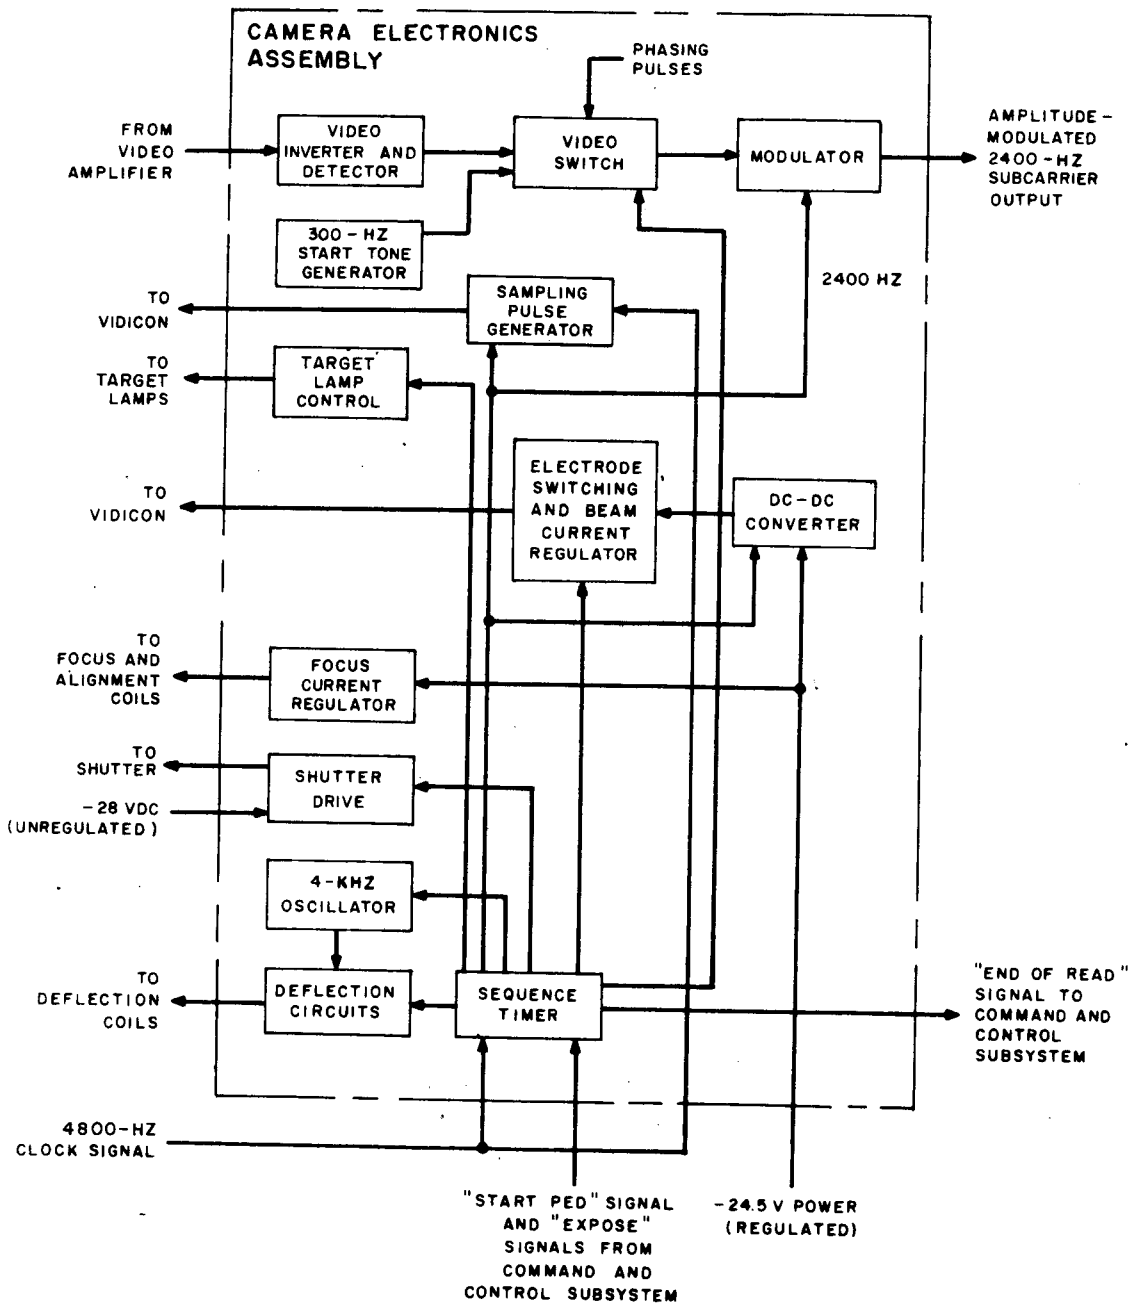 CAMERA ELECTRONICS
ASSEMBLY
PHASING
PULSES
FROM
VIDEO
AMPLIFIER
VIDEO
INVERTER AND
DETECTOR
VIDEO
SWITCH
MODULATOR
AMPLITUDE-
MODULATED
2400-HZ
SUBCARRIER
OUTPUT
300-HZ
START TONE
GENERATOR
2400 HZ
TO
VIDICON
SAMPLING
PULSE
GENERATOR
TO
TARGET
LAMPS
TARGET
LAMP
CONTROL
TO
VIDICON
ELECTRODE
SWITCHING
AND BEAM
CURRENT
REGULATOR
DC-DC
CONVERTER
TO
FOCUS AND
ALIGNMENT
COILS
FOCUS
CURRENT
REGULATOR
TO
SHUTTER
-28 VDC
(UNREGULATED)
SHUTTER
DRIVE
4-KHZ
OSCILLATOR
TO
DEFLECTION
COILS
DEFLECTION
CIRCUITS
SEQUENCE
TIMER
"END OF READ"
SIGNAL TO
COMMAND AND
CONTROL
SUBSYSTEM
4800-HZ
CLOCK SIGNAL
"START PED" SIGNAL
AND "EXPOSE"
SIGNALS FROM
COMMAND AND
CONTROL SUBSYSTEM
-24.5 V POWER
(REGULATED)